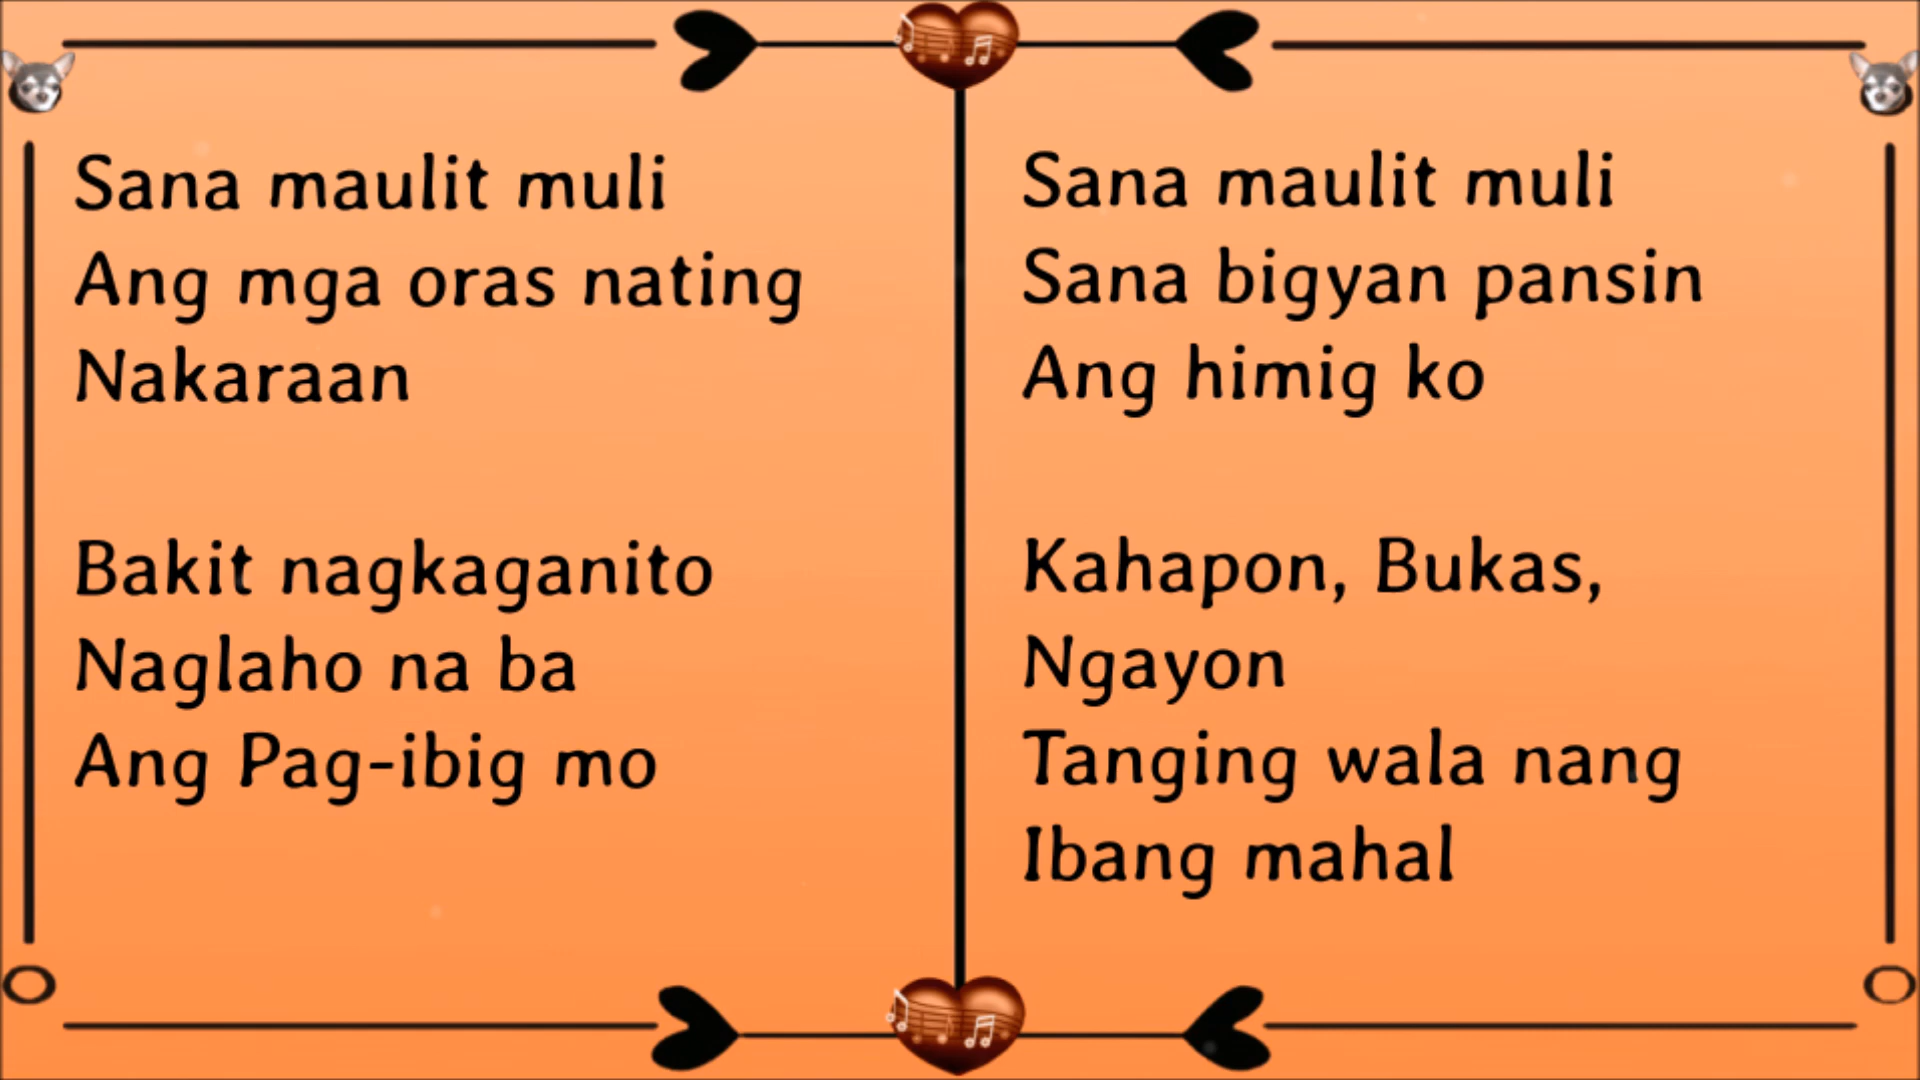 Sana maulit muli
Ang mga oras nating
Nakaraan
Bakit nagkaganito
Naglaho na ba
Ang Pag-ibig mo
Sana maulit muli
Sana bigyan pansin
Ang himig ko
Kahapon, Bukas,
Ngayon
Tanging wala nang
Ibang mahal